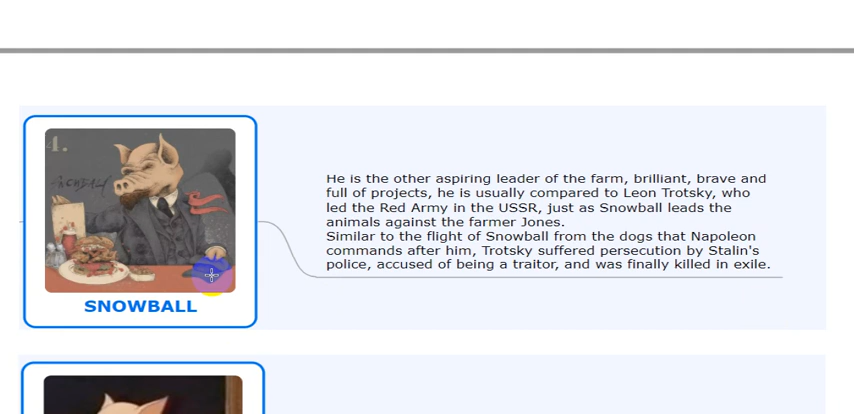 4.
SNOWBALL
He is the other aspiring leader of the farm, brilliant, brave and
full of projects, he is usually compared to Leon Trotsky, who
led the Red Army in the USSR, just as Snowball leads the
animals against the farmer Jones.
Similar to the flight of Snowball from the dogs that Napoleon
commands after him, Trotsky suffered persecution by Stalin's
police, accused of being a traitor, and was finally killed in exile.
SNOWBALL